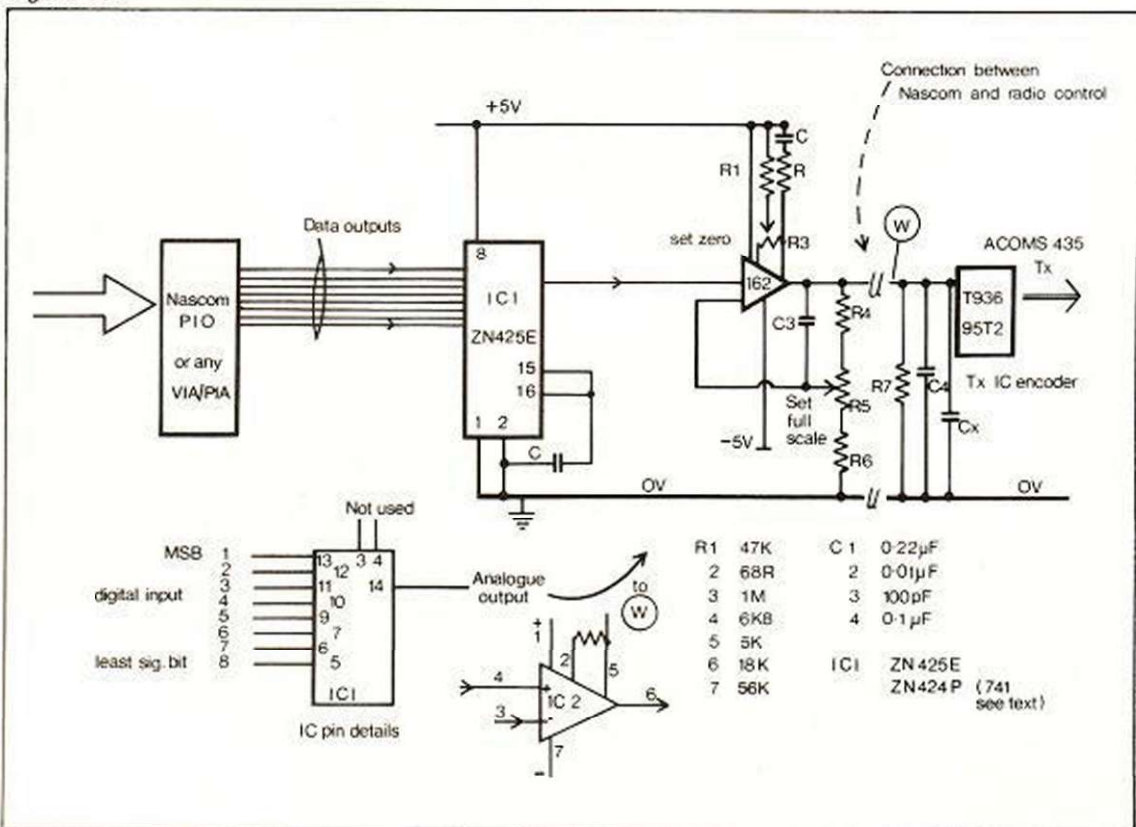 Connection between
Nascom and radio control
+5V
C
R1
R
Data outputs
set zero
R3
W
ACOMS 435
Tx
8
Nascom
PIO
or any
VIA/PIA
ICI
ZN425E
162
C3
R4
T936
95T2
15
16
R7
C4
Tx IC encoder
Set
full
scale
R5
Cx
1 2
-5V
C
R6
OV
OV
Not used
MSB 1
2
digital input 3
4
5
6
7
least sig. bit 8
13 3 4
12
11 14
10
9
7
6
5
ICI
IC pin details
Analogue
output
to
W
+
1
2
5
4
+
IC 2
6
3
-
7
-
R1 47K C 1 0·22µF
2 68R 2 0·01µF
3 1M 3 100pF
4 6K8 4 0·1µF
5 5K
6 18K ICI ZN 425E
7 56K ZN424P (741
see text)